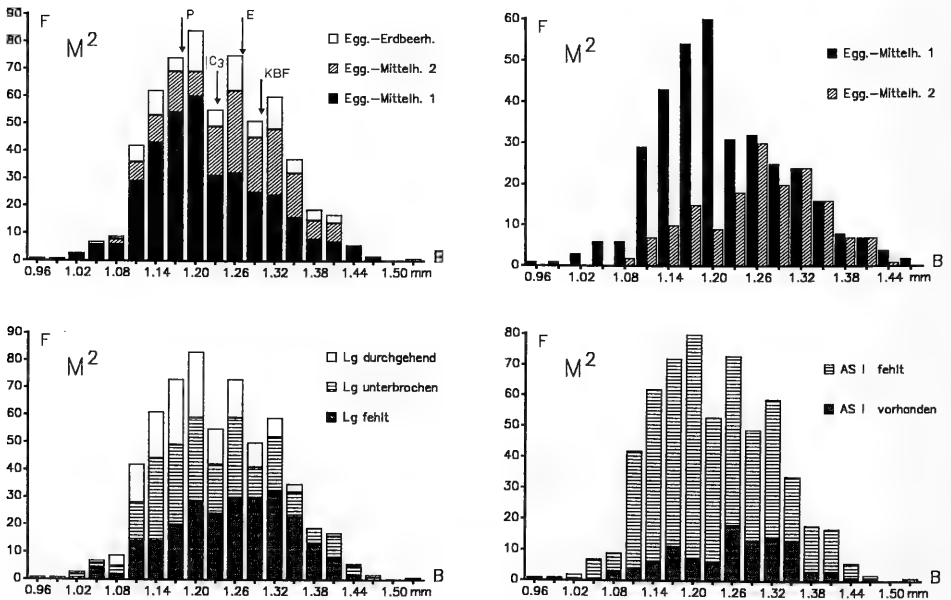 90 F
M²
P
E
IC3
KBF
Egg.–Erdbeerh.
Egg.–Mittelh. 2
Egg.–Mittelh. 1
80
70
60
50
40
30
20
10
0
0.96 1.02 1.08 1.14 1.20 1.26 1.32 1.38 1.44 1.50 mm B
60 F
M²
Egg.–Mittelh. 1
Egg.–Mittelh. 2
50
40
30
20
10
0
0.96 1.02 1.08 1.14 1.20 1.26 1.32 1.38 1.44 mm B
90 F
M²
Lg durchgehend
Lg unterbrochen
Lg fehlt
80
70
60
50
40
30
20
10
0
0.96 1.02 1.08 1.14 1.20 1.26 1.32 1.38 1.44 1.50 mm B
80 F
M²
AS I fehlt
AS I vorhanden
70
60
50
40
30
20
10
0
0.96 1.02 1.08 1.14 1.20 1.26 1.32 1.38 1.44 1.50 mm B